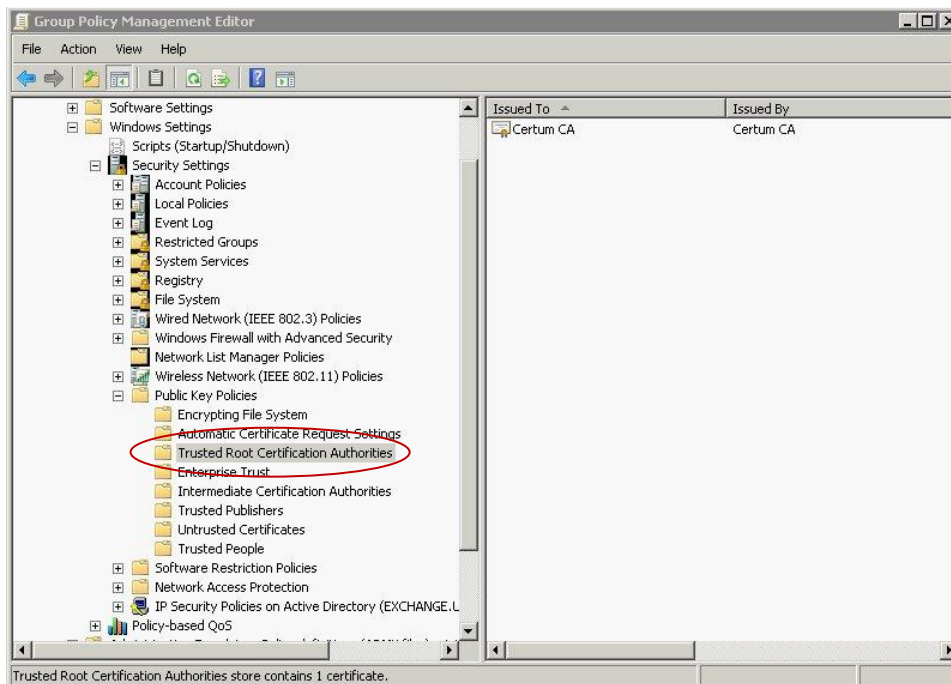 Group Policy Management Editor
File Action View Help
Software Settings
Windows Settings
Scripts (Startup/Shutdown)
Security Settings
Account Policies
Local Policies
Event Log
Restricted Groups
System Services
Registry
File System
Wired Network (IEEE 802.3) Policies
Windows Firewall with Advanced Security
Network List Manager Policies
Wireless Network (IEEE 802.11) Policies
Public Key Policies
Encrypting File System
Automatic Certificate Request Settings
Trusted Root Certification Authorities
Enterprise Trust
Intermediate Certification Authorities
Trusted Publishers
Untrusted Certificates
Trusted People
Software Restriction Policies
Network Access Protection
IP Security Policies on Active Directory (EXCHANGE.U
Policy-based QoS
Issued To Issued By
Certum CA Certum CA
Trusted Root Certification Authorities store contains 1 certificate.